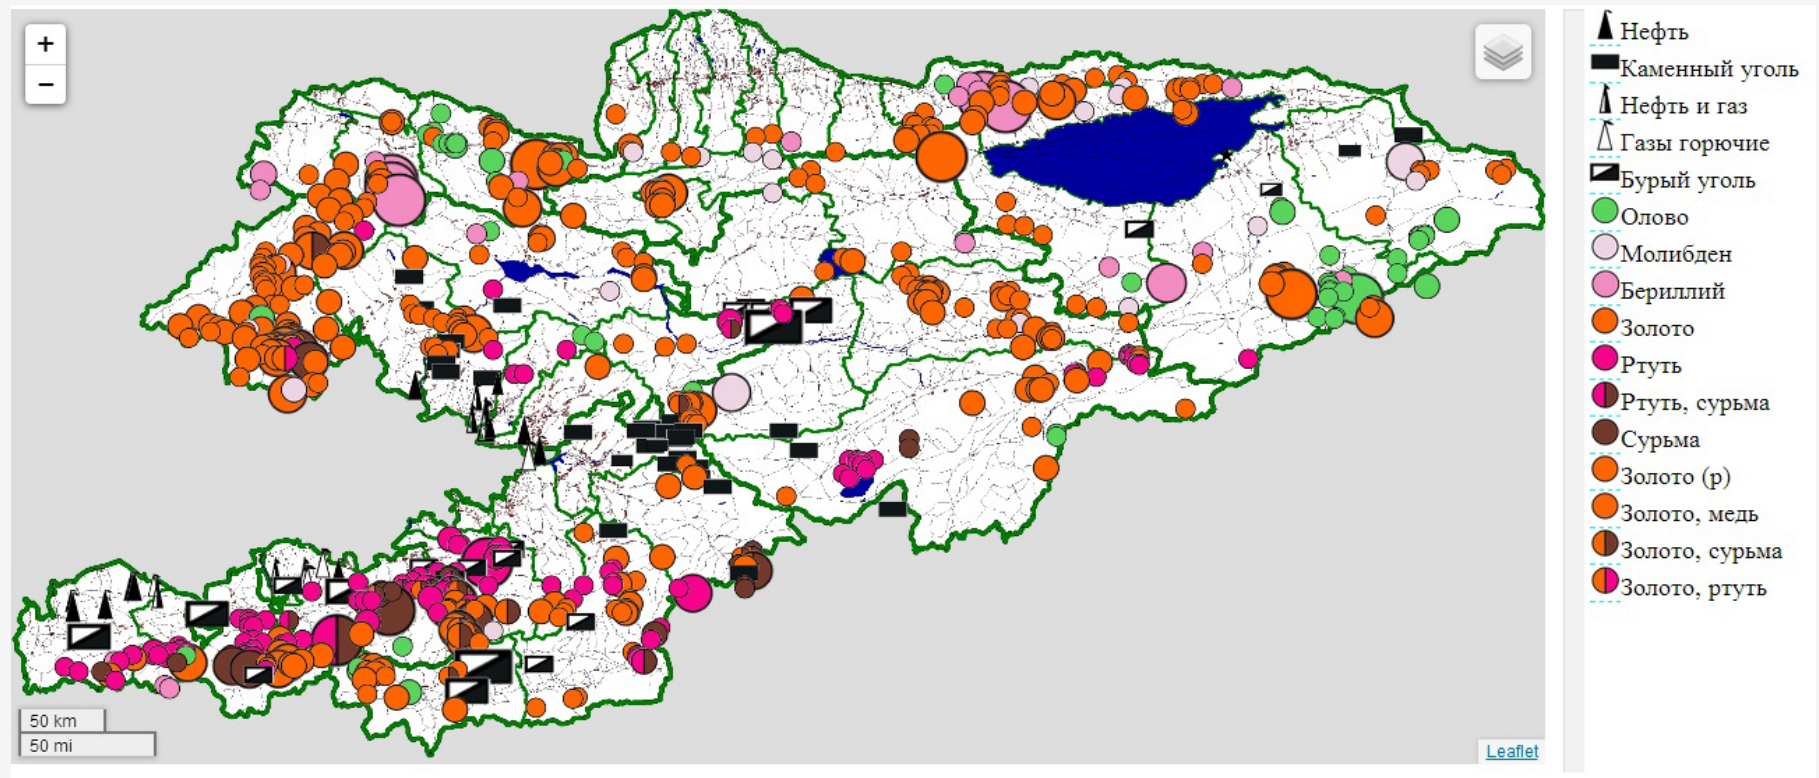 +
−
50 km
50 mi
Leaflet
Нефть
Каменный уголь
Нефть и газ
Газы горючие
Бурый уголь
Олово
Молибден
Бериллий
Золото
Ртуть
Ртуть, сурьма
Сурьма
Золото (р)
Золото, медь
Золото, сурьма
Золото, ртуть